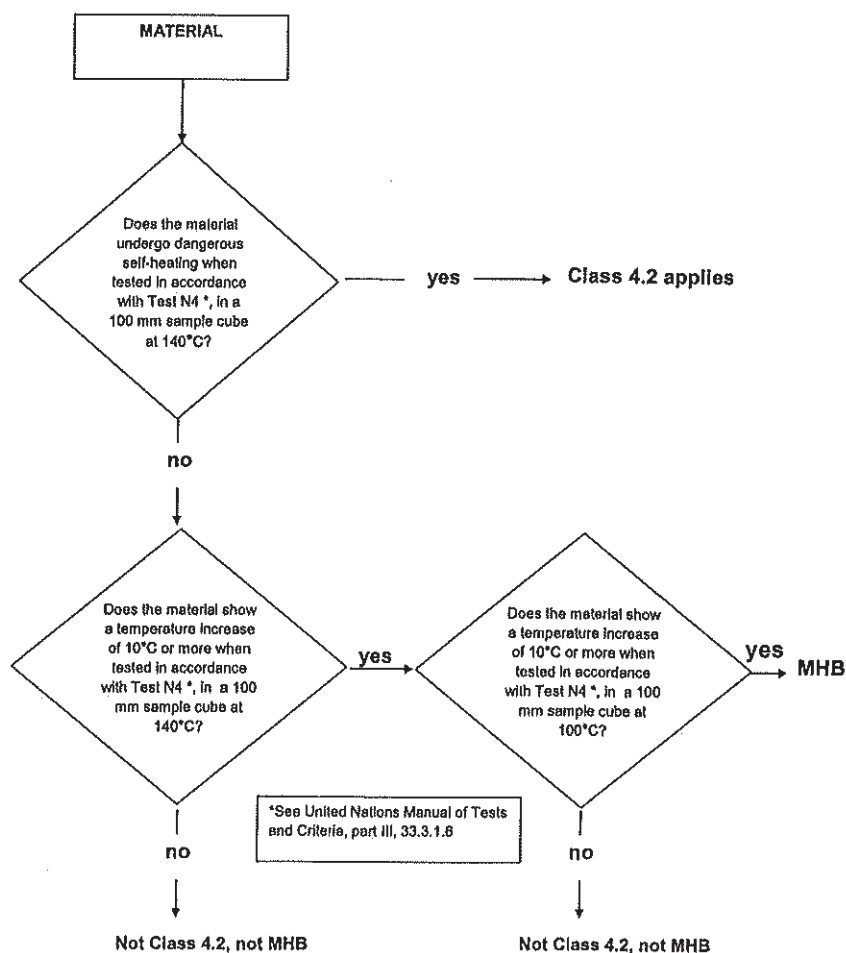 MATERIAL
Does the material
undergo dangerous
self-heating when
tested in accordance
with Test N4 *, in a
100 mm sample cube
at 140°C?
yes
Class 4.2 applies
no
Does the material show
a temperature increase
of 10°C or more when
tested in accordance
with Test N4 *, in a 100
mm sample cube at
140°C?
yes
Does the material show
a temperature increase
of 10°C or more when
tested in accordance
with Test N4 *, in a 100
mm sample cube at
100°C?
yes
MHB
*See United Nations Manual of Tests
and Criteria, part III, 33.3.1.6
no
no
Not Class 4.2, not MHB
Not Class 4.2, not MHB